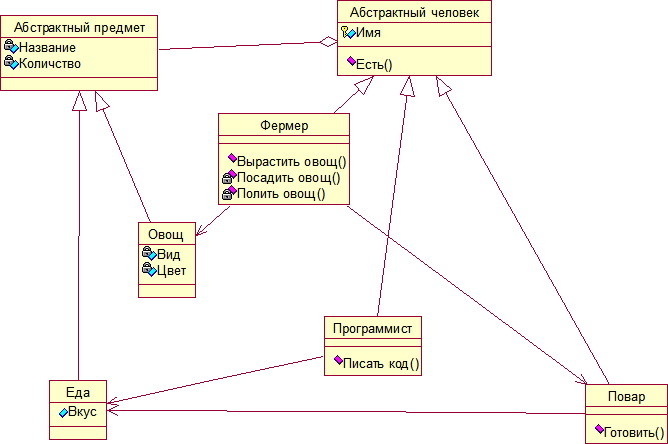 Абстрактный предмет
Название
Количство
Абстрактный человек
Имя
Есть()
Фермер
Вырастить овощ()
Посадить овощ()
Полить овощ()
Овощ
Вид
Цвет
Программист
Писать код()
Еда
Вкус
Повар
Готовить()